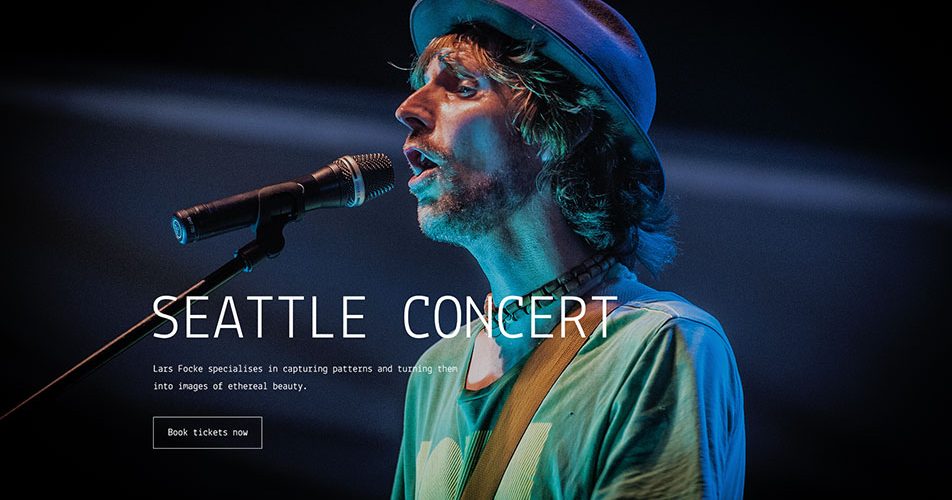 SEATTLE CONCERT
Lars Focke specialises in capturing patterns and turning them
into images of ethereal beauty.
Book tickets now